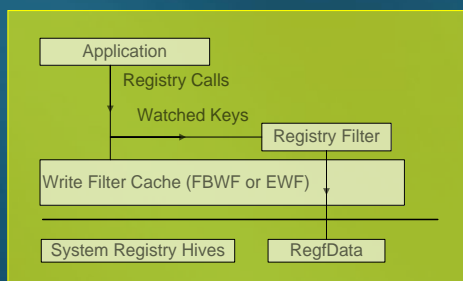 Application
Registry Calls
Watched Keys
Registry Filter
Write Filter Cache (FBWF or EWF)
System Registry Hives
RegfData